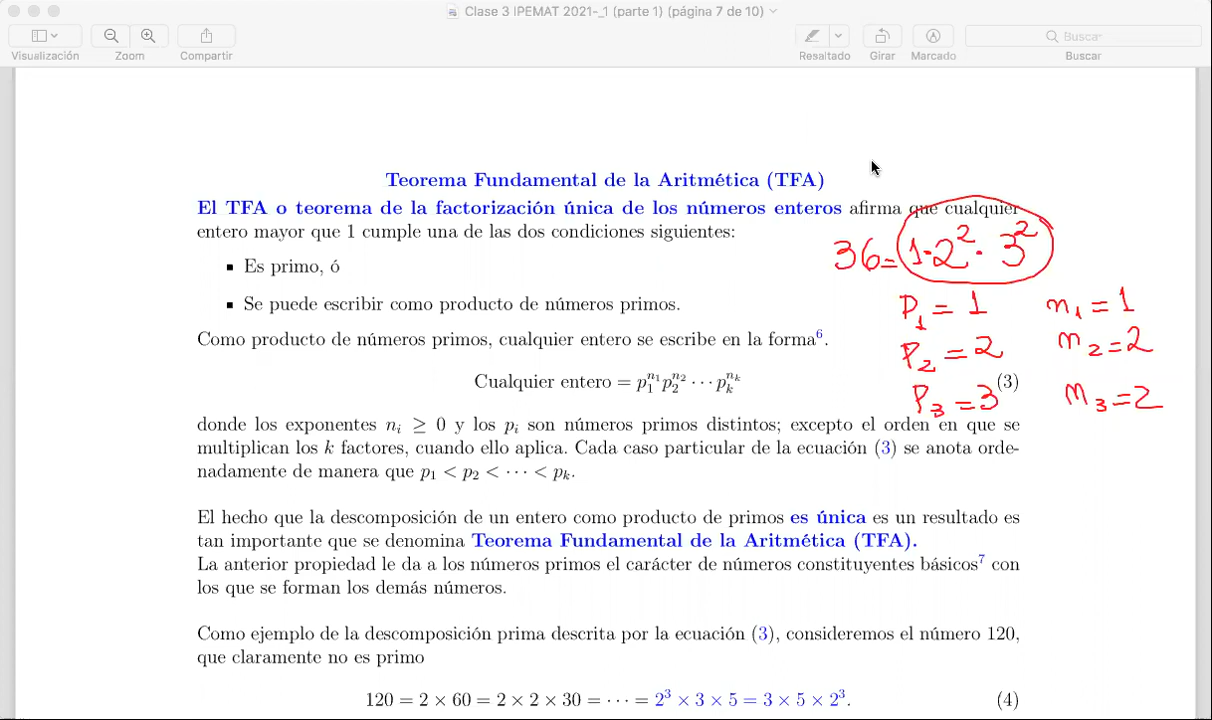 Clase 3 IPEMAT 2021-_1 (parte 1) (página 7 de 10)
Visualización Zoom Compartir Resaltado Girar Marcado Buscar
Buscar
Teorema Fundamental de la Aritmética (TFA)
El TFA o teorema de la factorización única de los números enteros afirma que cualquier
entero mayor que 1 cumple una de las dos condiciones siguientes:
36=1·2²·3²
▪ Es primo, ó
▪ Se puede escribir como producto de números primos.
P₁ = 1 n₁ = 1
Como producto de números primos, cualquier entero se escribe en la forma⁶.
P₂ = 2 n₂ = 2
Cualquier entero = p₁^{n₁} p₂^{n₂} ··· pₖ^{nₖ} (3)
P₃ = 3 n₃ = 2
donde los exponentes nᵢ ≥ 0 y los pᵢ son números primos distintos; excepto el orden en que se
multiplican los k factores, cuando ello aplica. Cada caso particular de la ecuación (3) se anota orde-
nadamente de manera que p₁ < p₂ < ··· < pₖ.
El hecho que la descomposición de un entero como producto de primos es única es un resultado es
tan importante que se denomina Teorema Fundamental de la Aritmética (TFA).
La anterior propiedad le da a los números primos el carácter de números constituyentes básicos⁷ con
los que se forman los demás números.
Como ejemplo de la descomposición prima descrita por la ecuación (3), consideremos el número 120,
que claramente no es primo
120 = 2 × 60 = 2 × 2 × 30 = ··· = 2³ × 3 × 5 = 3 × 5 × 2³. (4)